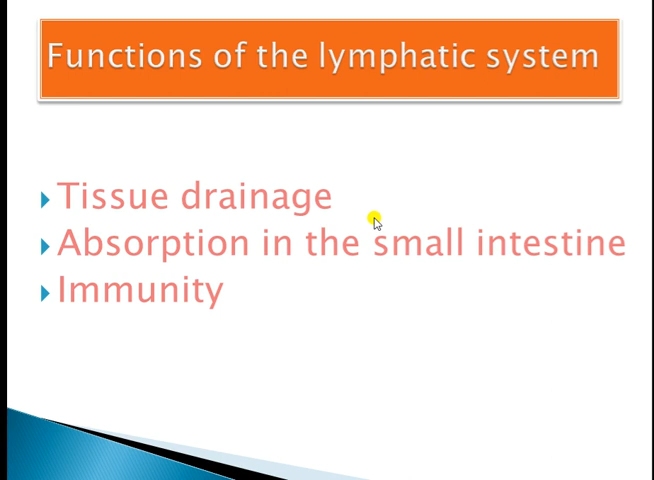 Functions of the lymphatic system
Tissue drainage
Absorption in the small intestine
Immunity